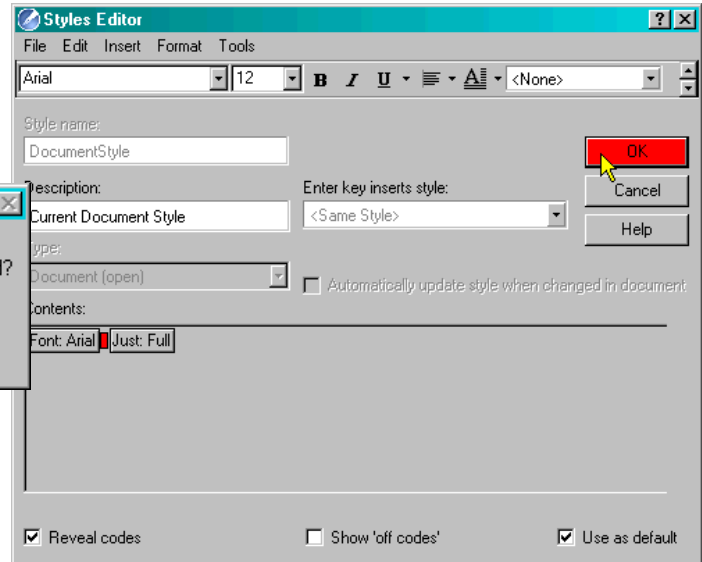 Styles Editor
File Edit Insert Format Tools
Arial 12 B I U A <None>
Style name:
DocumentStyle
OK
Description:
Enter key inserts style:
Cancel
Current Document Style
<Same Style>
Help
Type:
Document (open)
Automatically update style when changed in document
Contents:
Font: Arial Just: Full
Reveal codes
Show 'off codes'
Use as default